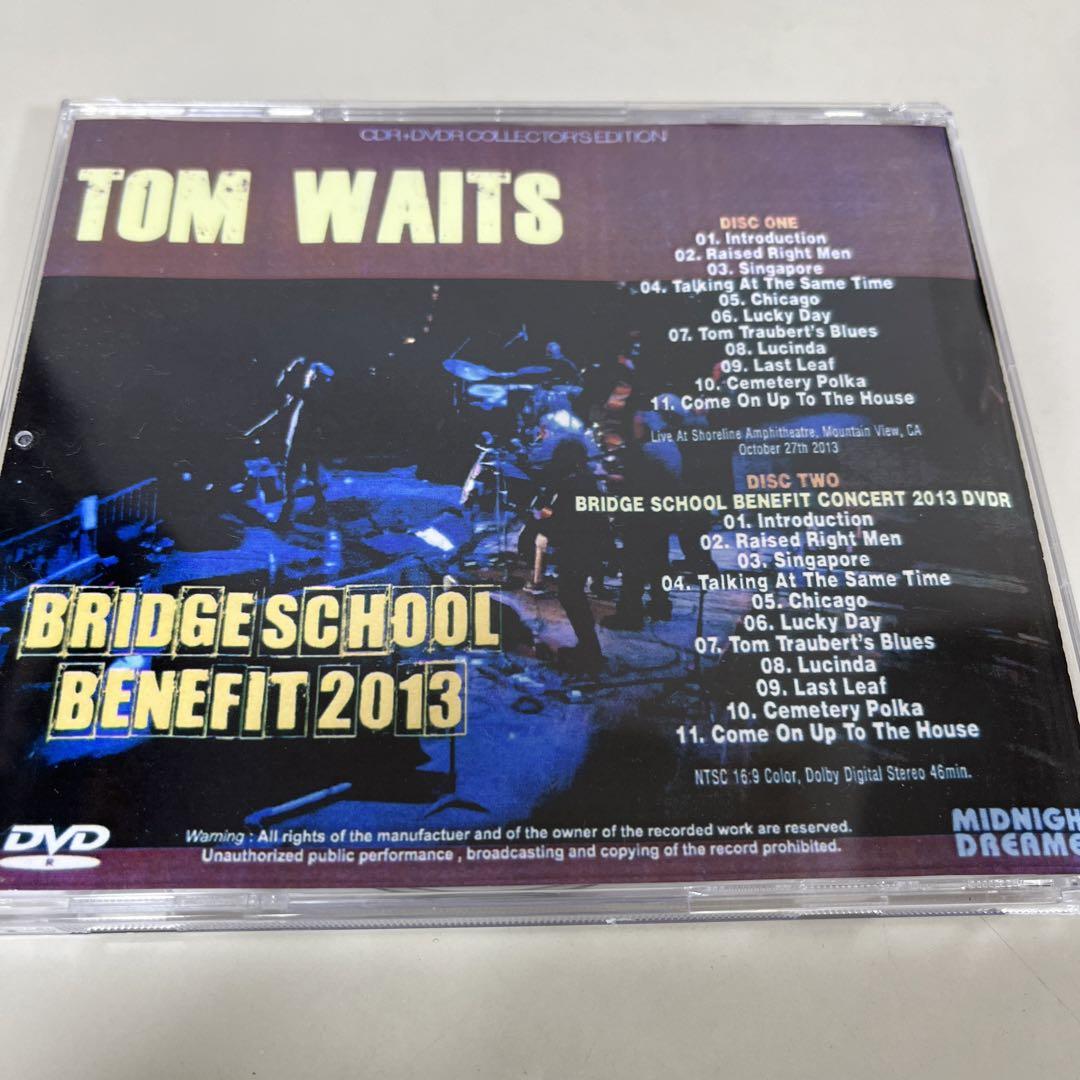 CDR+DVDR COLLECTOR'S EDITION
TOM WAITS
DISC ONE
01. Introduction
02. Raised Right Men
03. Singapore
04. Talking At The Same Time
05. Chicago
06. Lucky Day
07. Tom Traubert's Blues
08. Lucinda
09. Last Leaf
10. Cemetery Polka
11. Come On Up To The House
Live At Shoreline Amphitheatre, Mountain View, CA
October 27th 2013
DISC TWO
BRIDGE SCHOOL BENEFIT CONCERT 2013 DVDR
01. Introduction
02. Raised Right Men
03. Singapore
04. Talking At The Same Time
05. Chicago
06. Lucky Day
07. Tom Traubert's Blues
08. Lucinda
09. Last Leaf
10. Cemetery Polka
11. Come On Up To The House
NTSC 16:9 Color, Dolby Digital Stereo 46min.
BRIDGE SCHOOL
BENEFIT 2013
DVD
R
Warning : All rights of the manufactuer and of the owner of the recorded work are reserved.
Unauthorized public performance , broadcasting and copying of the record prohibited.
MIDNIGH
DREAME